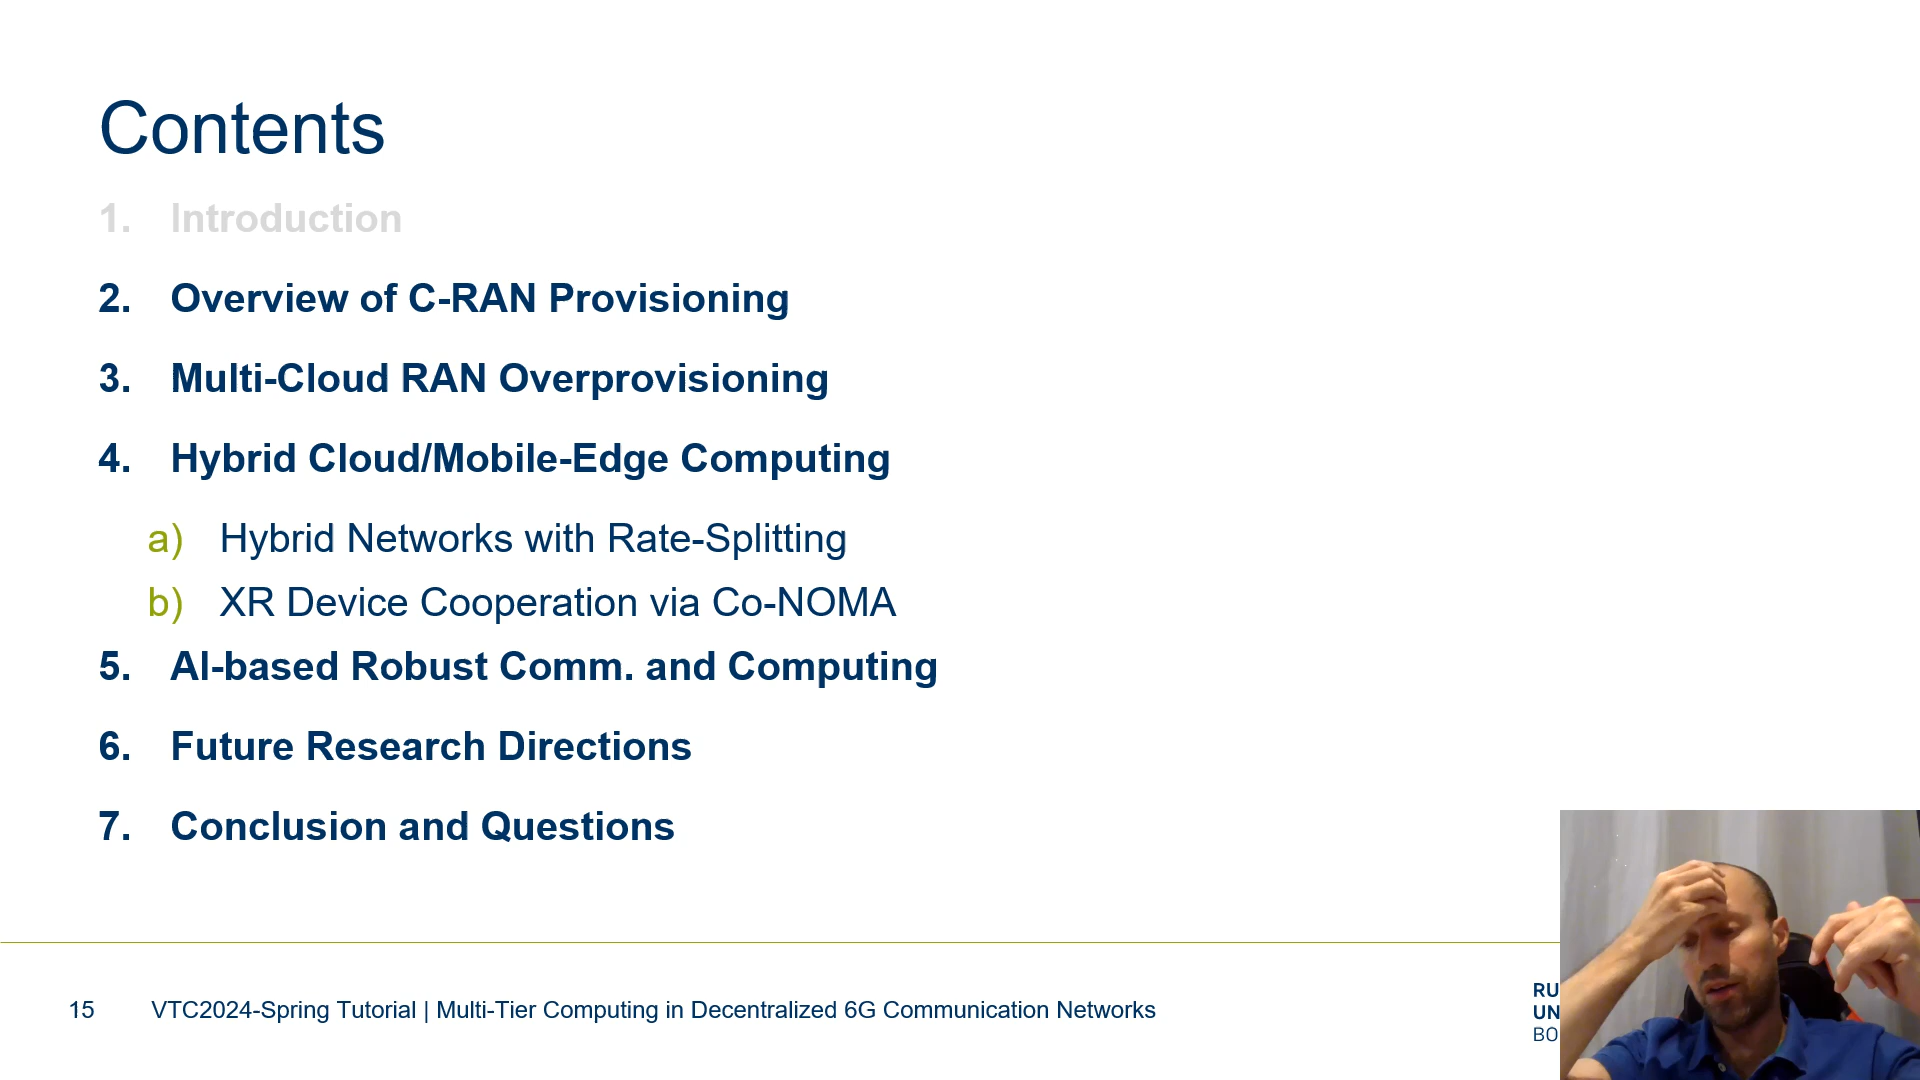 Contents
1. Introduction
2. Overview of C-RAN Provisioning
3. Multi-Cloud RAN Overprovisioning
4. Hybrid Cloud/Mobile-Edge Computing
a) Hybrid Networks with Rate-Splitting
b) XR Device Cooperation via Co-NOMA
5. AI-based Robust Comm. and Computing
6. Future Research Directions
7. Conclusion and Questions
15 VTC2024-Spring Tutorial | Multi-Tier Computing in Decentralized 6G Communication Networks
RU
UN
BO